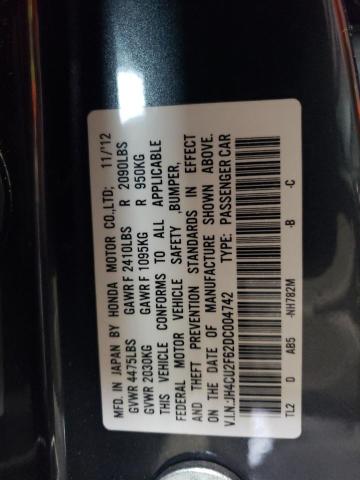 MFD. IN JAPAN BY HONDA MOTOR CO.,LTD; 11/'12
GVWR 4475LBS GAWR F 2410LBS R 2090LBS
GVWR 2030KG GAWR F 1095KG R 950KG
THIS VEHICLE CONFORMS TO ALL APPLICABLE
FEDERAL MOTOR VEHICLE SAFETY ,BUMPER,
AND THEFT PREVENTION STANDARDS IN EFFECT
ON THE DATE OF MANUFACTURE SHOWN ABOVE.
V.I.N.:JH4CU2F62DC004742 TYPE: PASSENGER CAR
TL2 D AB5 -NH782M -B -C